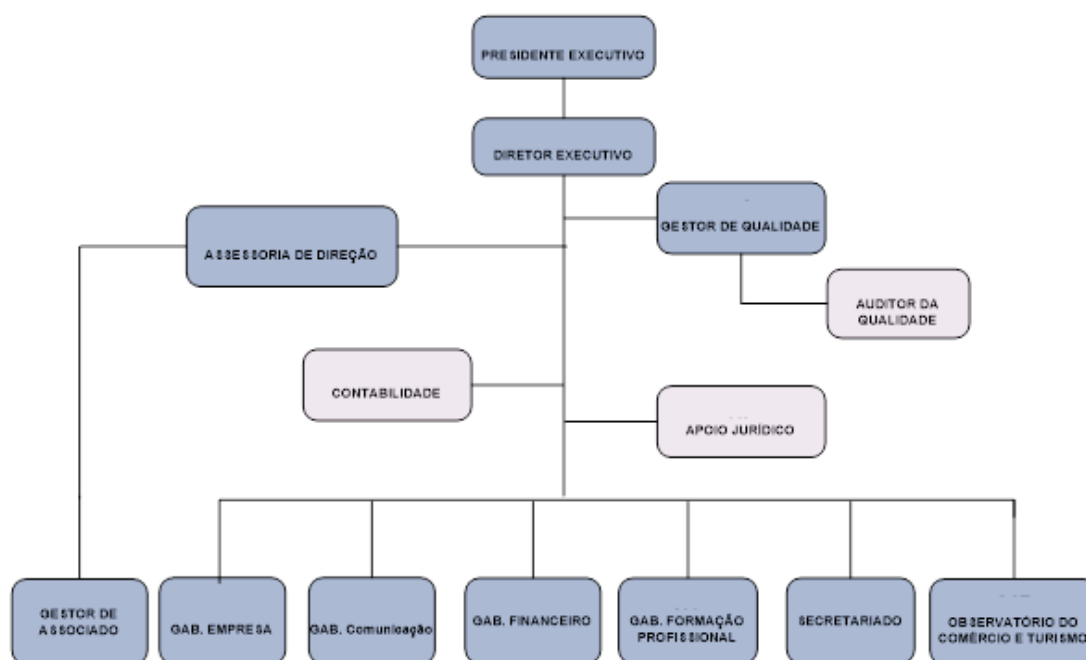 PRESIDENTE EXECUTIVO
DIRETOR EXECUTIVO
GESTOR DE QUALIDADE
ASSESSORIA DE DIREÇÃO
AUDITOR DA
QUALIDADE
CONTABILIDADE
APOIO JURÍDICO
GESTOR DE
ASSOCIADO
GAB. EMPRESA
GAB. Comunicação
GAB. FINANCEIRO
GAB. FORMAÇÃO
PROFISSIONAL
SECRETARIADO
OBSERVATÓRIO DO
COMÉRCIO E TURISMO